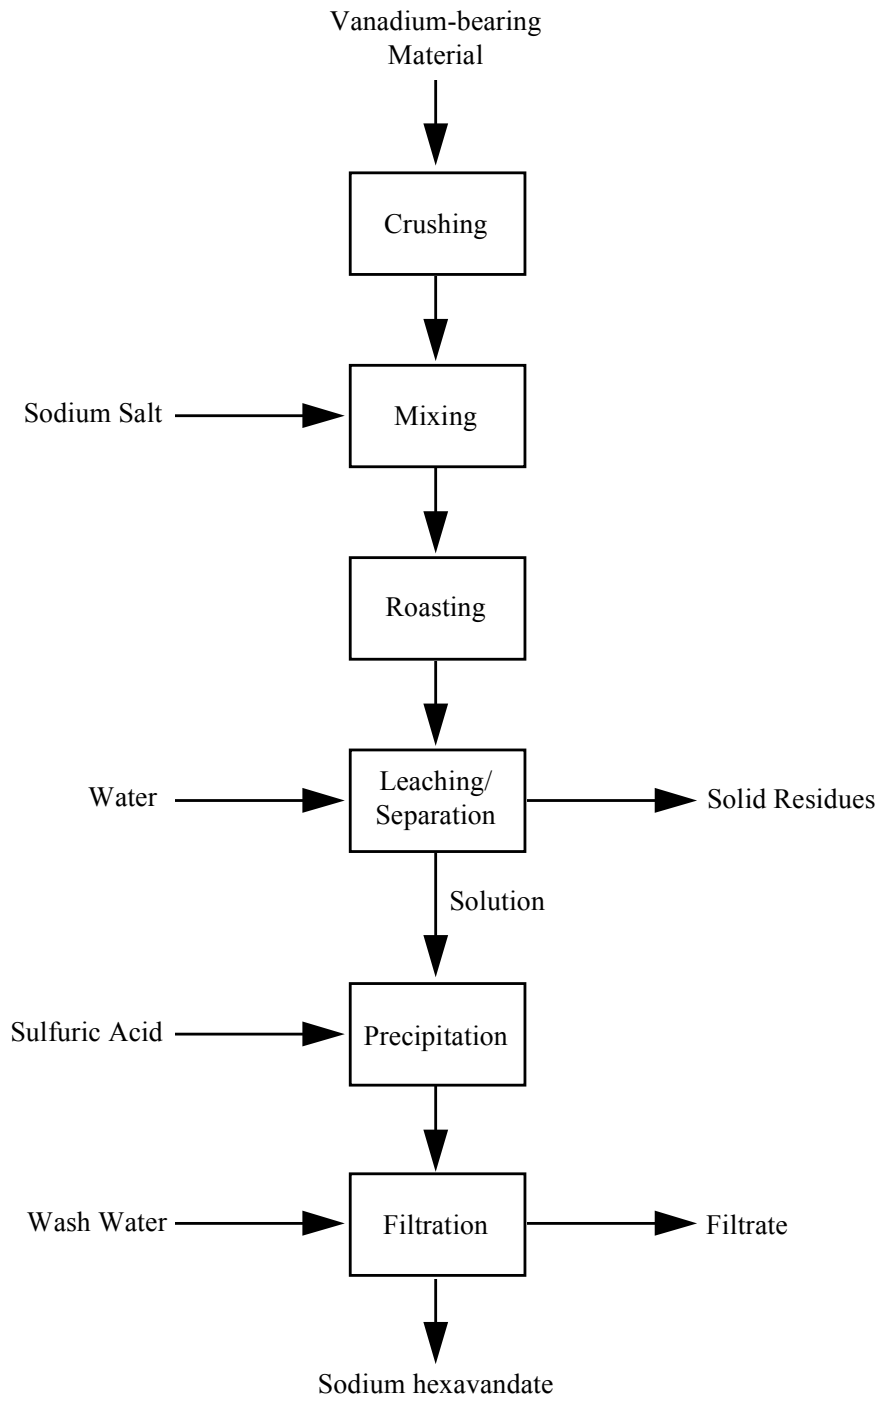 Vanadium-bearing
Material
Crushing
Sodium Salt
Mixing
Roasting
Water
Leaching/
Separation
Solid Residues
Solution
Sulfuric Acid
Precipitation
Wash Water
Filtration
Filtrate
Sodium hexavandate